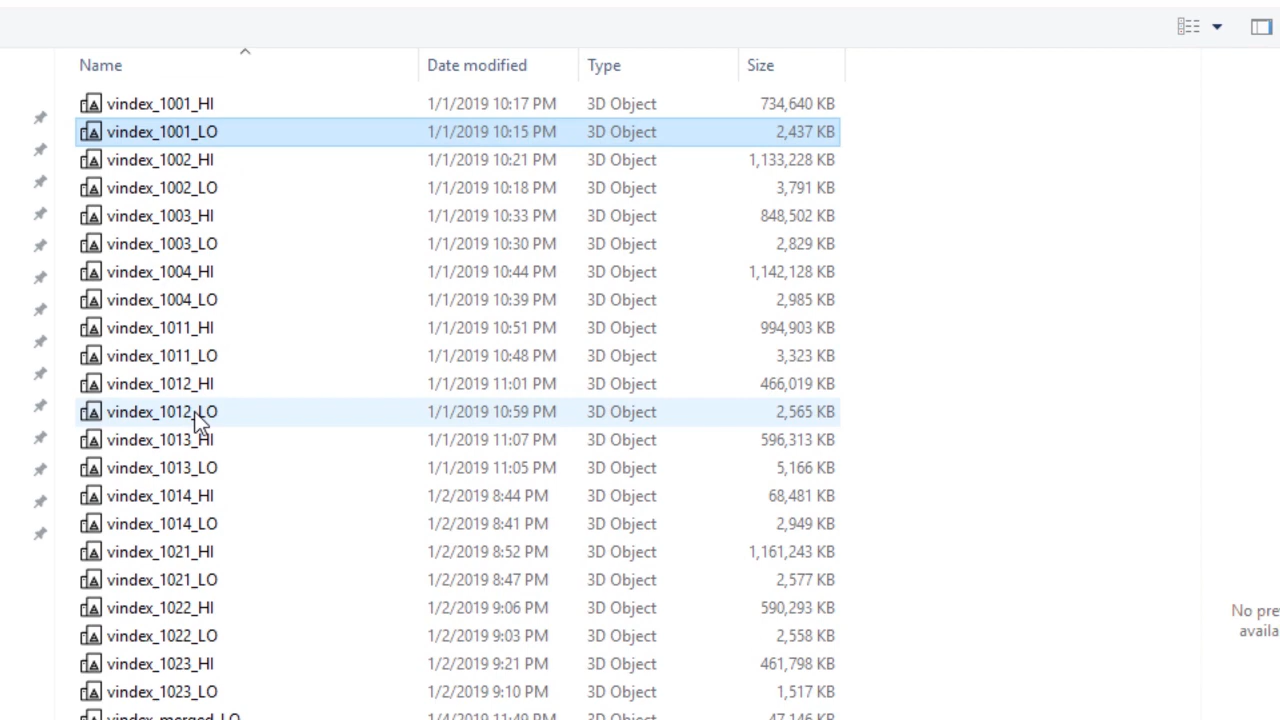 Name Date modified Type Size
vindex_1001_HI 1/1/2019 10:17 PM 3D Object 734,640 KB
vindex_1001_LO 1/1/2019 10:15 PM 3D Object 2,437 KB
vindex_1002_HI 1/1/2019 10:21 PM 3D Object 1,133,228 KB
vindex_1002_LO 1/1/2019 10:18 PM 3D Object 3,791 KB
vindex_1003_HI 1/1/2019 10:33 PM 3D Object 848,502 KB
vindex_1003_LO 1/1/2019 10:30 PM 3D Object 2,829 KB
vindex_1004_HI 1/1/2019 10:44 PM 3D Object 1,142,128 KB
vindex_1004_LO 1/1/2019 10:39 PM 3D Object 2,985 KB
vindex_1011_HI 1/1/2019 10:51 PM 3D Object 994,903 KB
vindex_1011_LO 1/1/2019 10:48 PM 3D Object 3,323 KB
vindex_1012_HI 1/1/2019 11:01 PM 3D Object 466,019 KB
vindex_1012_LO 1/1/2019 10:59 PM 3D Object 2,565 KB
vindex_1013_HI 1/1/2019 11:07 PM 3D Object 596,313 KB
vindex_1013_LO 1/1/2019 11:05 PM 3D Object 5,166 KB
vindex_1014_HI 1/2/2019 8:44 PM 3D Object 68,481 KB
vindex_1014_LO 1/2/2019 8:41 PM 3D Object 2,949 KB
vindex_1021_HI 1/2/2019 8:52 PM 3D Object 1,161,243 KB
vindex_1021_LO 1/2/2019 8:47 PM 3D Object 2,577 KB
vindex_1022_HI 1/2/2019 9:06 PM 3D Object 590,293 KB
No pre
availa
vindex_1022_LO 1/2/2019 9:03 PM 3D Object 2,558 KB
vindex_1023_HI 1/2/2019 9:21 PM 3D Object 461,798 KB
vindex_1023_LO 1/2/2019 9:10 PM 3D Object 1,517 KB
vindex_merged_LO 1/4/2019 11:49 PM 3D Object 47,146 KB